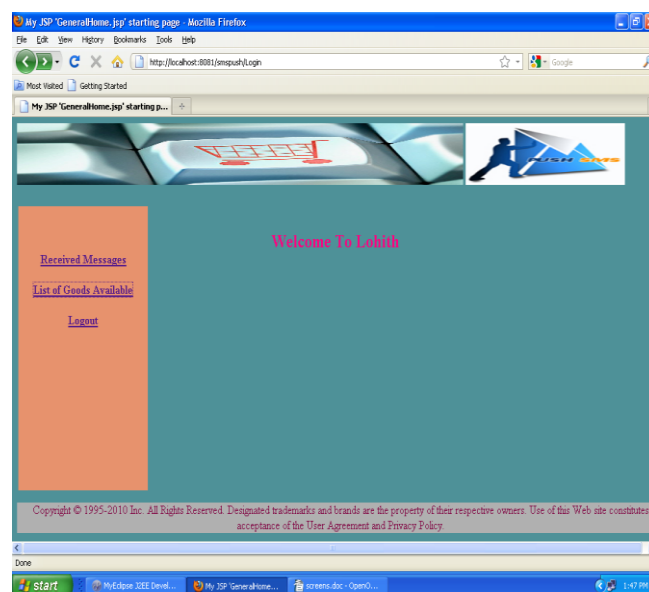 My JSP 'GeneralHome.jsp' starting page - Mozilla Firefox
File Edit View History Bookmarks Tools Help
http://localhost:8081/smspush/Login
Google
Most Visited Getting Started
My JSP 'GeneralHome.jsp' starting p...
PUSH SMS
Welcome To Lohith
Received Messages
List of Goods Available
Logout
Copyright © 1995-2010 Inc. All Rights Reserved. Designated trademarks and brands are the property of their respective owners. Use of this Web site constitutes
acceptance of the User Agreement and Privacy Policy.
Done
start MyEclipse J2EE Devel... My JSP 'GeneralHome... screens.doc - OpenO... 1:47 PM